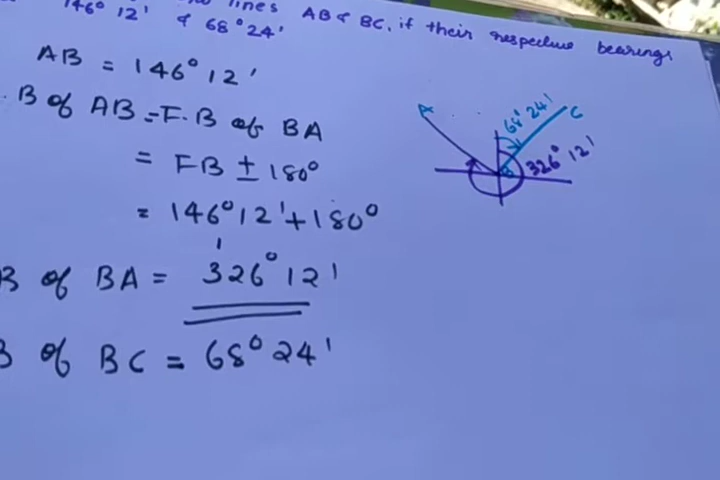 146° 12' & 68°24' lines AB & BC, if their respective bearings
AB = 146°12'
B of AB = F.B of BA
= FB ± 180°
= 146°12' + 180°
B of BA = 326°12'
B of BC = 68°24'
A
68°24'
C
B
326°12'